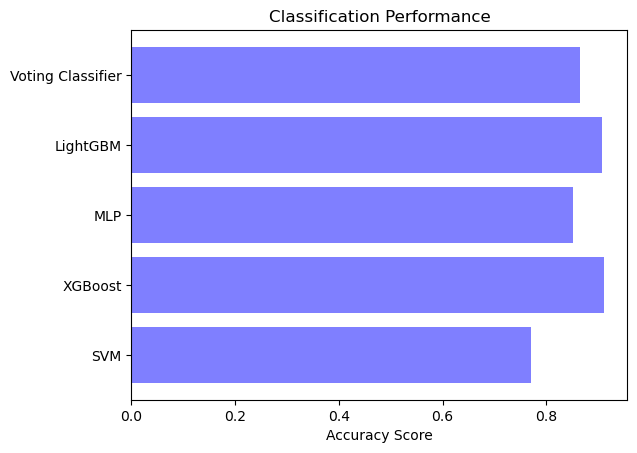 Classification Performance
Voting Classifier
LightGBM
MLP
XGBoost
SVM
0.0 0.2 0.4 0.6 0.8
Accuracy Score